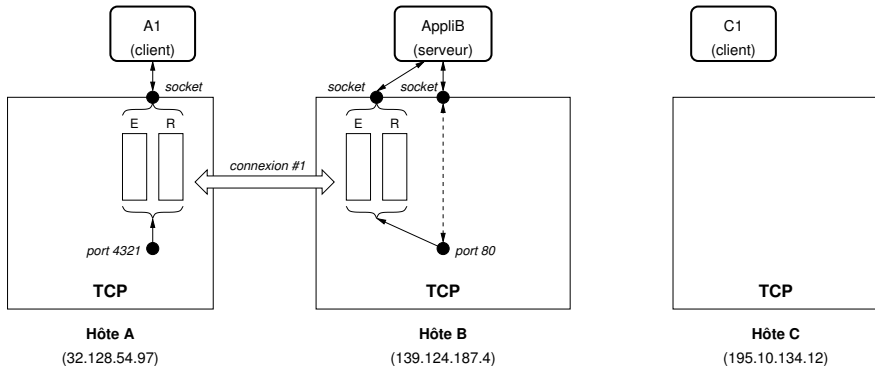 A1
(client)
AppliB
(serveur)
C1
(client)
socket
socket
socket
E
R
E
R
connexion #1
port 4321
port 80
TCP
TCP
TCP
Hôte A
(32.128.54.97)
Hôte B
(139.124.187.4)
Hôte C
(195.10.134.12)